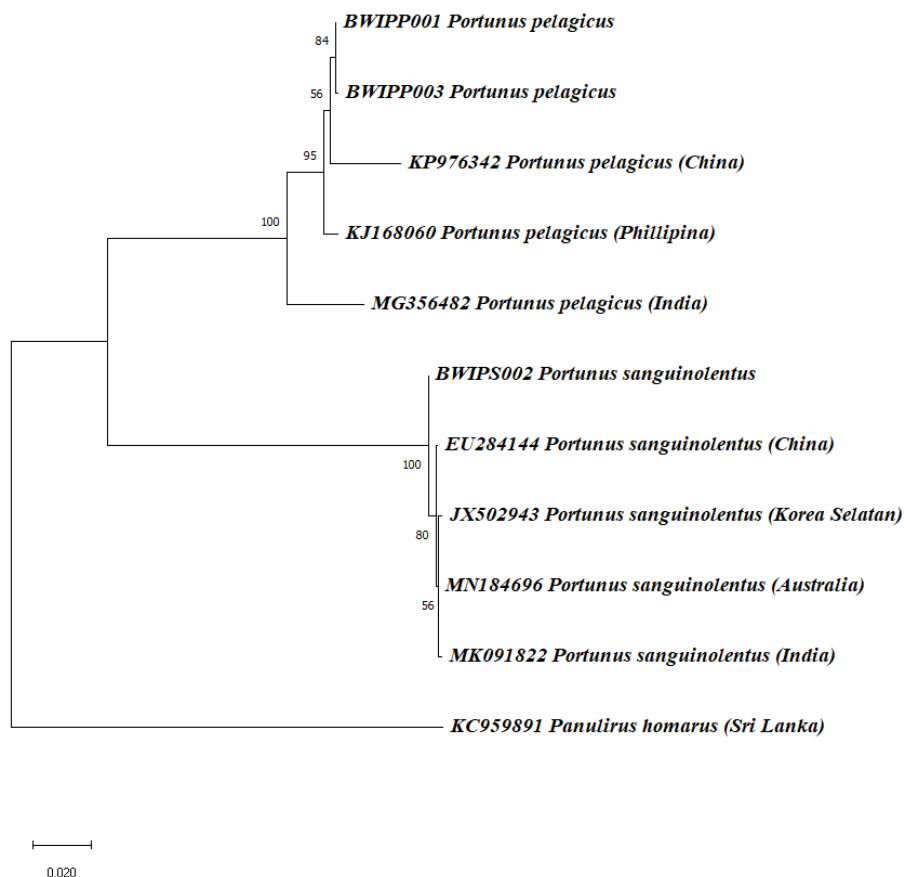 BWIPP001 Portunus pelagicus
84
BWIPP003 Portunus pelagicus
56
KP976342 Portunus pelagicus (China)
95
KJ168060 Portunus pelagicus (Phillipina)
100
MG356482 Portunus pelagicus (India)
BWIPS002 Portunus sanguinolentus
EU284144 Portunus sanguinolentus (China)
100
JX502943 Portunus sanguinolentus (Korea Selatan)
80
MN184696 Portunus sanguinolentus (Australia)
56
MK091822 Portunus sanguinolentus (India)
KC959891 Panulirus homarus (Sri Lanka)
0.020